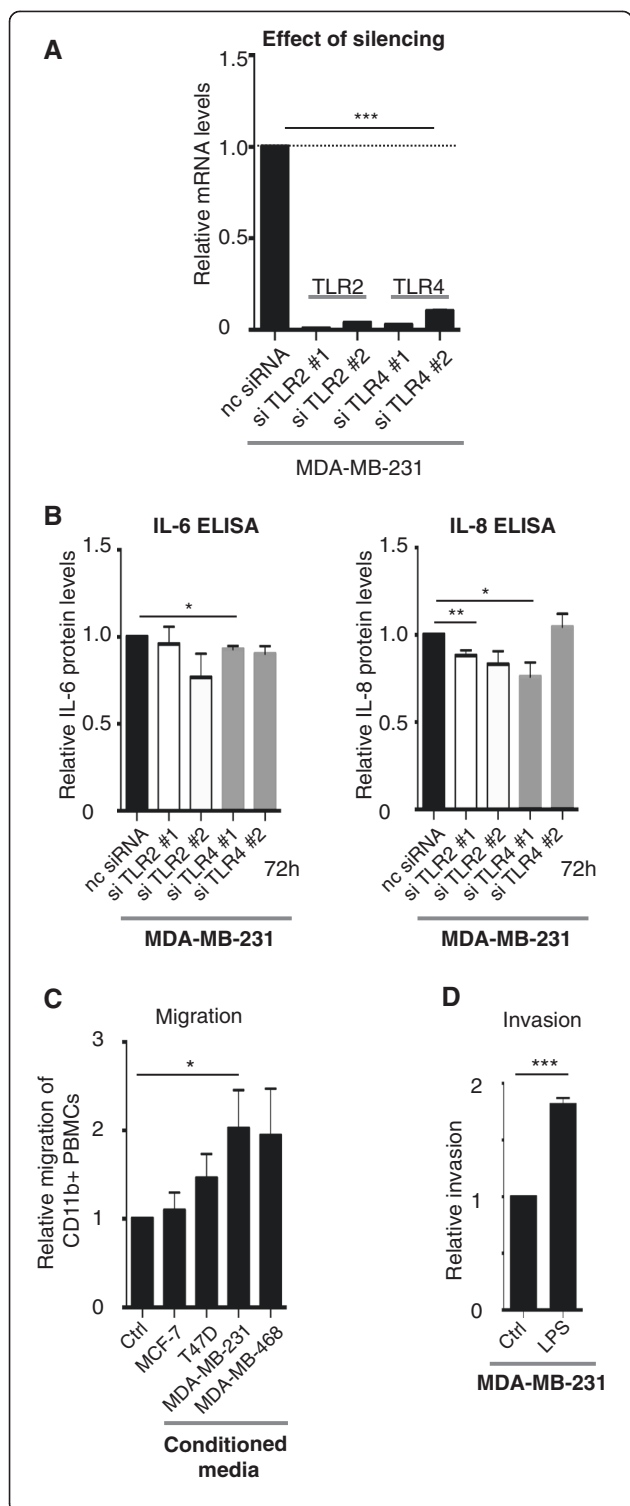 A
Effect of silencing
Relative mRNA levels
1.5
1.0
0.5
0
***
TLR2 TLR4
nc siRNA
si TLR2 #1
si TLR2 #2
si TLR4 #1
si TLR4 #2
MDA-MB-231
B
IL-6 ELISA
Relative IL-6 protein levels
1.5
1.0
0.5
0
*
nc siRNA
si TLR2 #1
si TLR2 #2
si TLR4 #1
si TLR4 #2
72h
MDA-MB-231
IL-8 ELISA
Relative IL-8 protein levels
1.5
1.0
0.5
0
*
**
nc siRNA
si TLR2 #1
si TLR2 #2
si TLR4 #1
si TLR4 #2
72h
MDA-MB-231
C
Migration
Relative migration of
CD11b+ PBMCs
3
2
1
0
*
Ctrl
MCF-7
T47D
MDA-MB-231
MDA-MB-468
Conditioned
media
D
Invasion
Relative invasion
2
1
0
***
Ctrl
LPS
MDA-MB-231